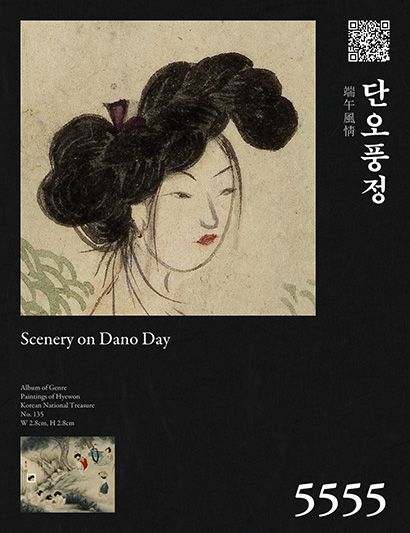 단오풍정
端午風情
Scenery on Dano Day
Album of Genre
Paintings of Hyewon
Korean National Treasure
No. 135
W 2.8cm, H 2.8cm
5555